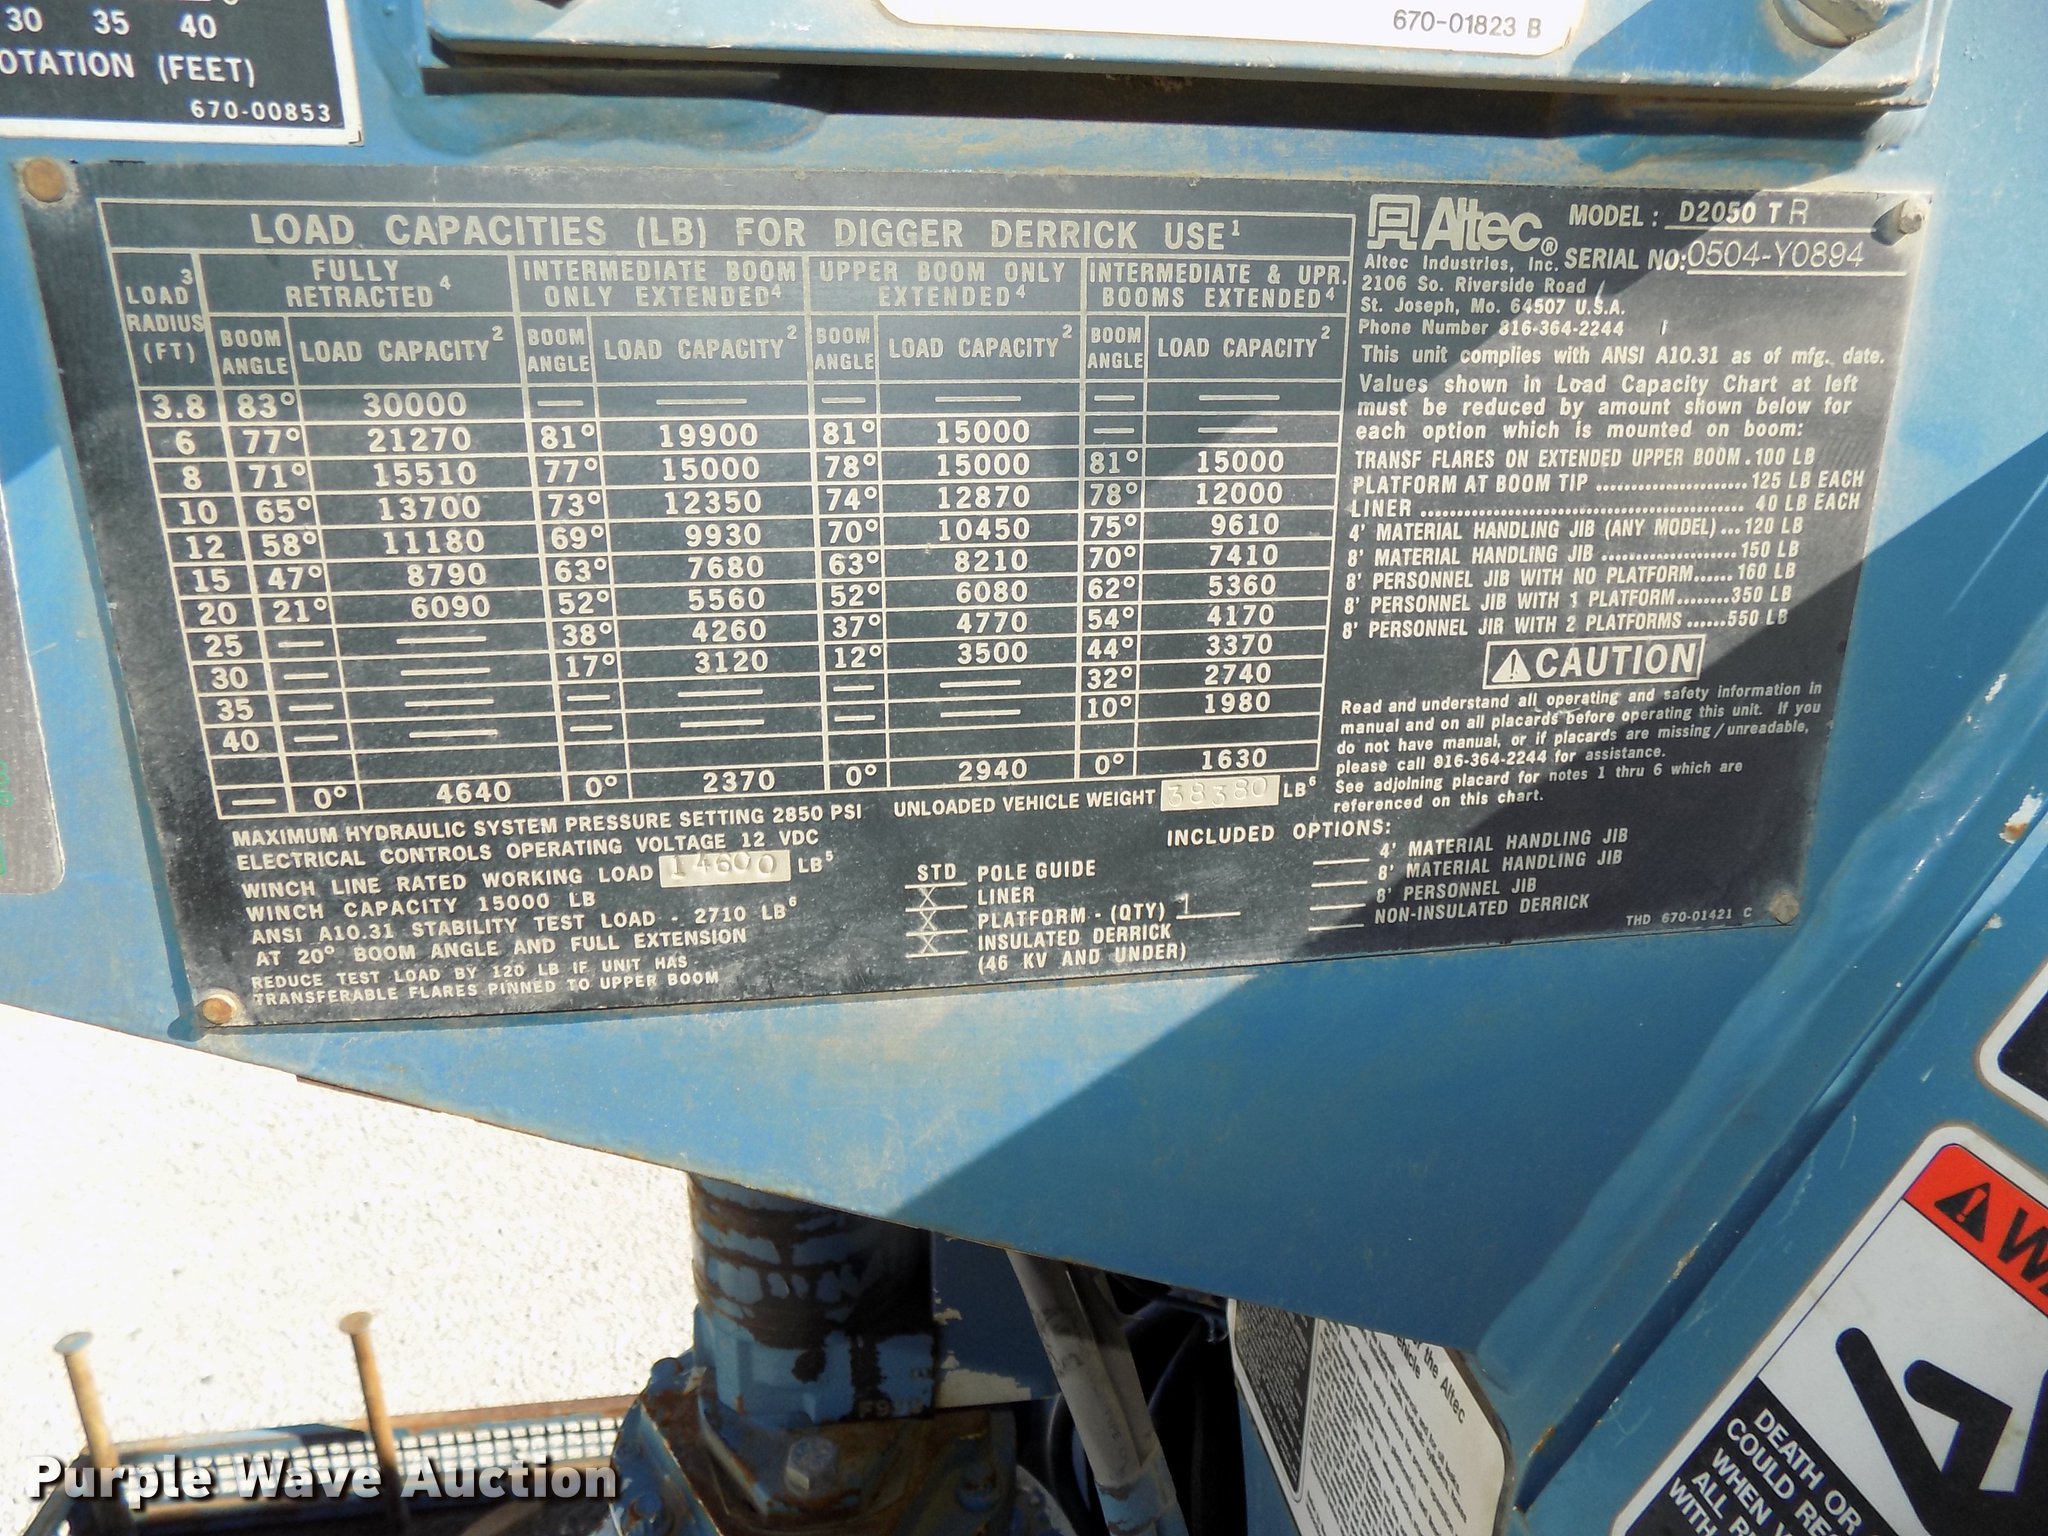 30 35 40
OTATION (FEET)
670-00853
670-01823 B
LOAD CAPACITIES (LB) FOR DIGGER DERRICK USE¹
LOAD³ RADIUS (FT) | FULLY RETRACTED⁴ | INTERMEDIATE BOOM ONLY EXTENDED⁴ | UPPER BOOM ONLY EXTENDED⁴ | INTERMEDIATE & UPR. BOOMS EXTENDED⁴
BOOM ANGLE | LOAD CAPACITY² | BOOM ANGLE | LOAD CAPACITY² | BOOM ANGLE | LOAD CAPACITY² | BOOM ANGLE | LOAD CAPACITY²
3.8 83° 30000 — — — — — —
6 77° 21270 81° 19900 81° 15000 — —
8 71° 15510 77° 15000 78° 15000 81° 15000
10 65° 13700 73° 12350 74° 12870 78° 12000
12 58° 11180 69° 9930 70° 10450 75° 9610
15 47° 8790 63° 7680 63° 8210 70° 7410
20 21° 6090 52° 5560 52° 6080 62° 5360
25 — — 38° 4260 37° 4770 54° 4170
30 — — 17° 3120 12° 3500 44° 3370
35 — — — — — — 32° 2740
40 — — — — — — 10° 1980
— 0° 4640 0° 2370 0° 2940 0° 1630
MAXIMUM HYDRAULIC SYSTEM PRESSURE SETTING 2850 PSI
ELECTRICAL CONTROLS OPERATING VOLTAGE 12 VDC
WINCH LINE RATED WORKING LOAD 14600 LB⁵
WINCH CAPACITY 15000 LB
ANSI A10.31 STABILITY TEST LOAD - 2710 LB⁶
AT 20° BOOM ANGLE AND FULL EXTENSION
REDUCE TEST LOAD BY 120 LB IF UNIT HAS
TRANSFERABLE FLARES PINNED TO UPPER BOOM
UNLOADED VEHICLE WEIGHT 38380 LB⁶
INCLUDED OPTIONS:
STD POLE GUIDE
X LINER
X PLATFORM - (QTY) 1
X INSULATED DERRICK
(46 KV AND UNDER)
4' MATERIAL HANDLING JIB
8' MATERIAL HANDLING JIB
8' PERSONNEL JIB
NON-INSULATED DERRICK
THD 670-01421 C
Altec®
MODEL: D2050 TR
Altec Industries, Inc. SERIAL NO: 0504-Y0894
2106 So. Riverside Road
St. Joseph, Mo. 64507 U.S.A.
Phone Number 816-364-2244
This unit complies with ANSI A10.31 as of mfg. date.
Values shown in Load Capacity Chart at left
must be reduced by amount shown below for
each option which is mounted on boom:
TRANSF FLARES ON EXTENDED UPPER BOOM. 100 LB
PLATFORM AT BOOM TIP ...................... 125 LB EACH
LINER .............................................. 40 LB EACH
4' MATERIAL HANDLING JIB (ANY MODEL)... 120 LB
8' MATERIAL HANDLING JIB ................... 150 LB
8' PERSONNEL JIB WITH NO PLATFORM...... 160 LB
8' PERSONNEL JIB WITH 1 PLATFORM........ 350 LB
8' PERSONNEL JIB WITH 2 PLATFORMS ...... 550 LB
CAUTION
Read and understand all operating and safety information in
manual and on all placards before operating this unit. If you
do not have manual, or if placards are missing/unreadable,
please call 816-364-2244 for assistance.
See adjoining placard for notes 1 thru 6 which are
referenced on this chart.
of the Altec
DEATH OR
COULD RE
WHEN
ALL
WITH
Purple Wave Auction